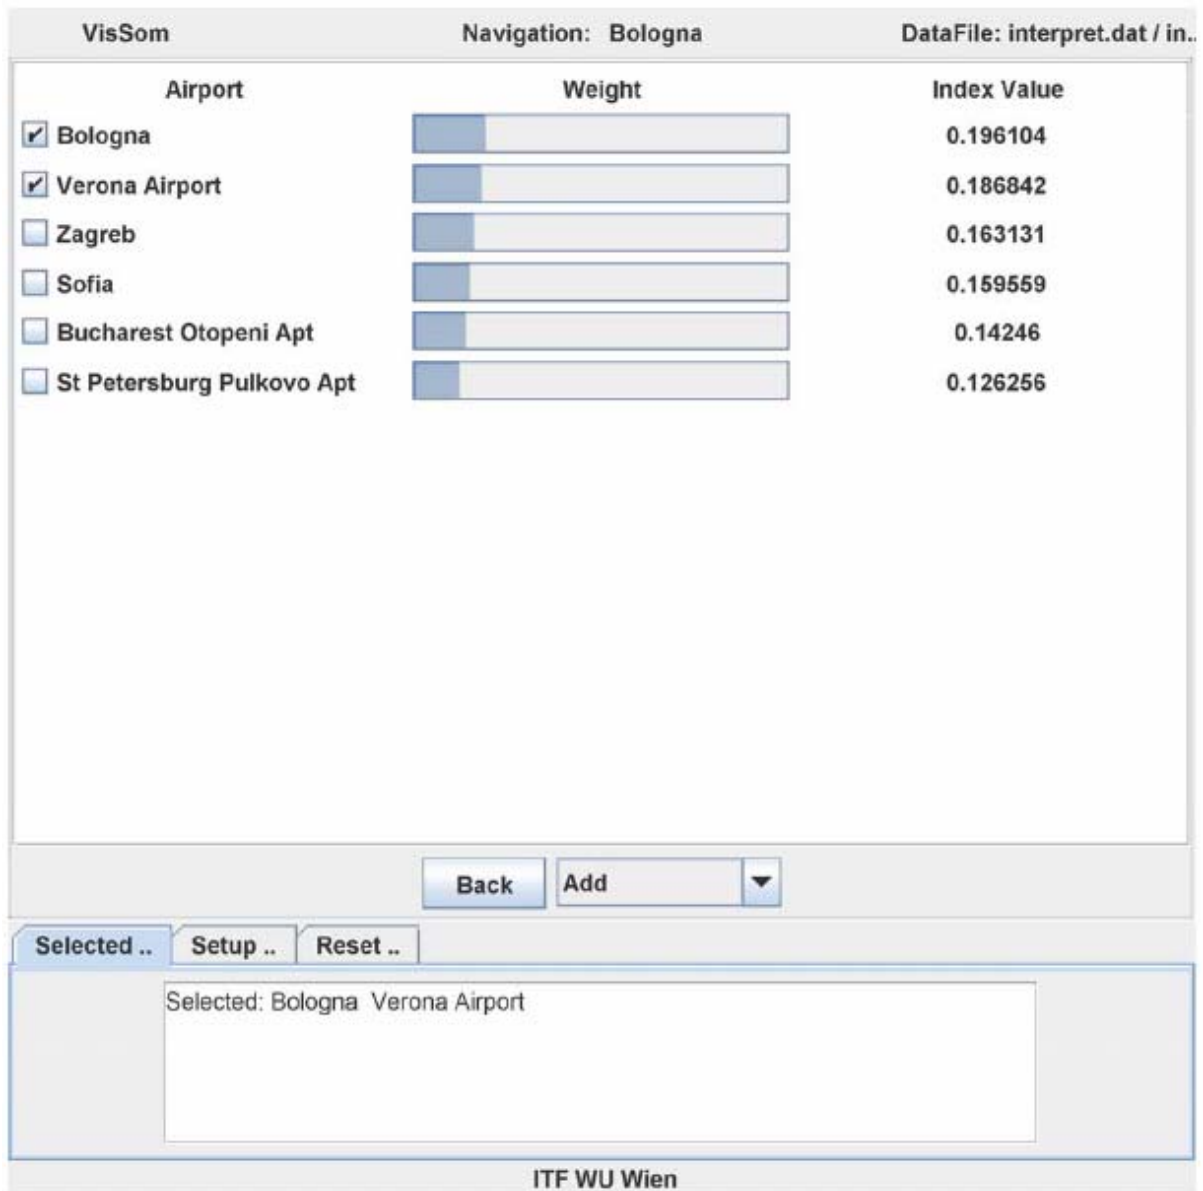 VisSom Navigation: Bologna DataFile: interpret.dat / in..
Airport Weight Index Value
Bologna 0.196104
Verona Airport 0.186842
Zagreb 0.163131
Sofia 0.159559
Bucharest Otopeni Apt 0.14246
St Petersburg Pulkovo Apt 0.126256
Back Add
Selected .. Setup .. Reset ..
Selected: Bologna  Verona Airport
ITF WU Wien